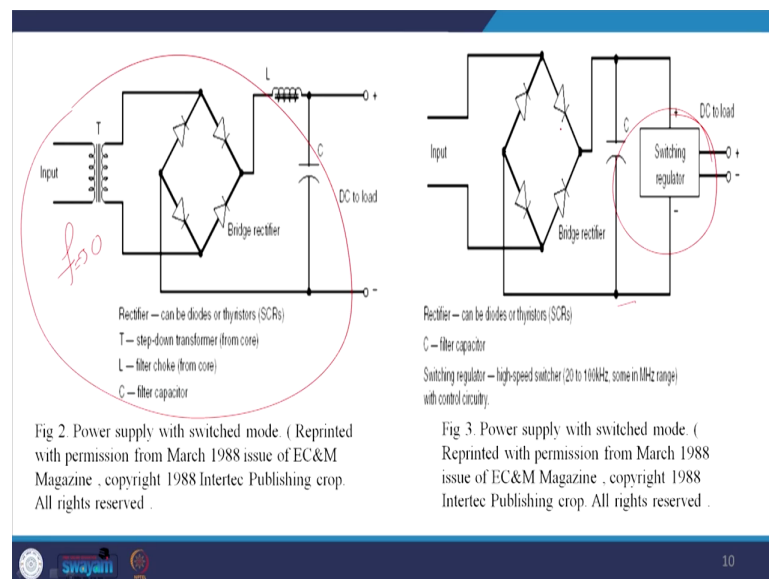 L
T
Input
C
DC to load
Bridge rectifier
+
-
f=50
Rectifier — can be diodes or thyristors (SCRs)
T — step-down transformer (from core)
L — filter choke (from core)
C — filter capacitor
Fig 2. Power supply with switched mode. ( Reprinted
with permission from March 1988 issue of EC&M
Magazine , copyright 1988 Intertec Publishing crop.
All rights reserved .
Input
C
+
DC to load
Switching
regulator
+
-
-
Bridge rectifier
Rectifier — can be diodes or thyristors (SCRs)
C — filter capacitor
Switching regulator — high-speed switcher (20 to 100kHz, some in MHz range)
with control circuitry.
Fig 3. Power supply with switched mode. (
Reprinted with permission from March 1988
issue of EC&M Magazine , copyright 1988
Intertec Publishing crop. All rights reserved .
swayam
10